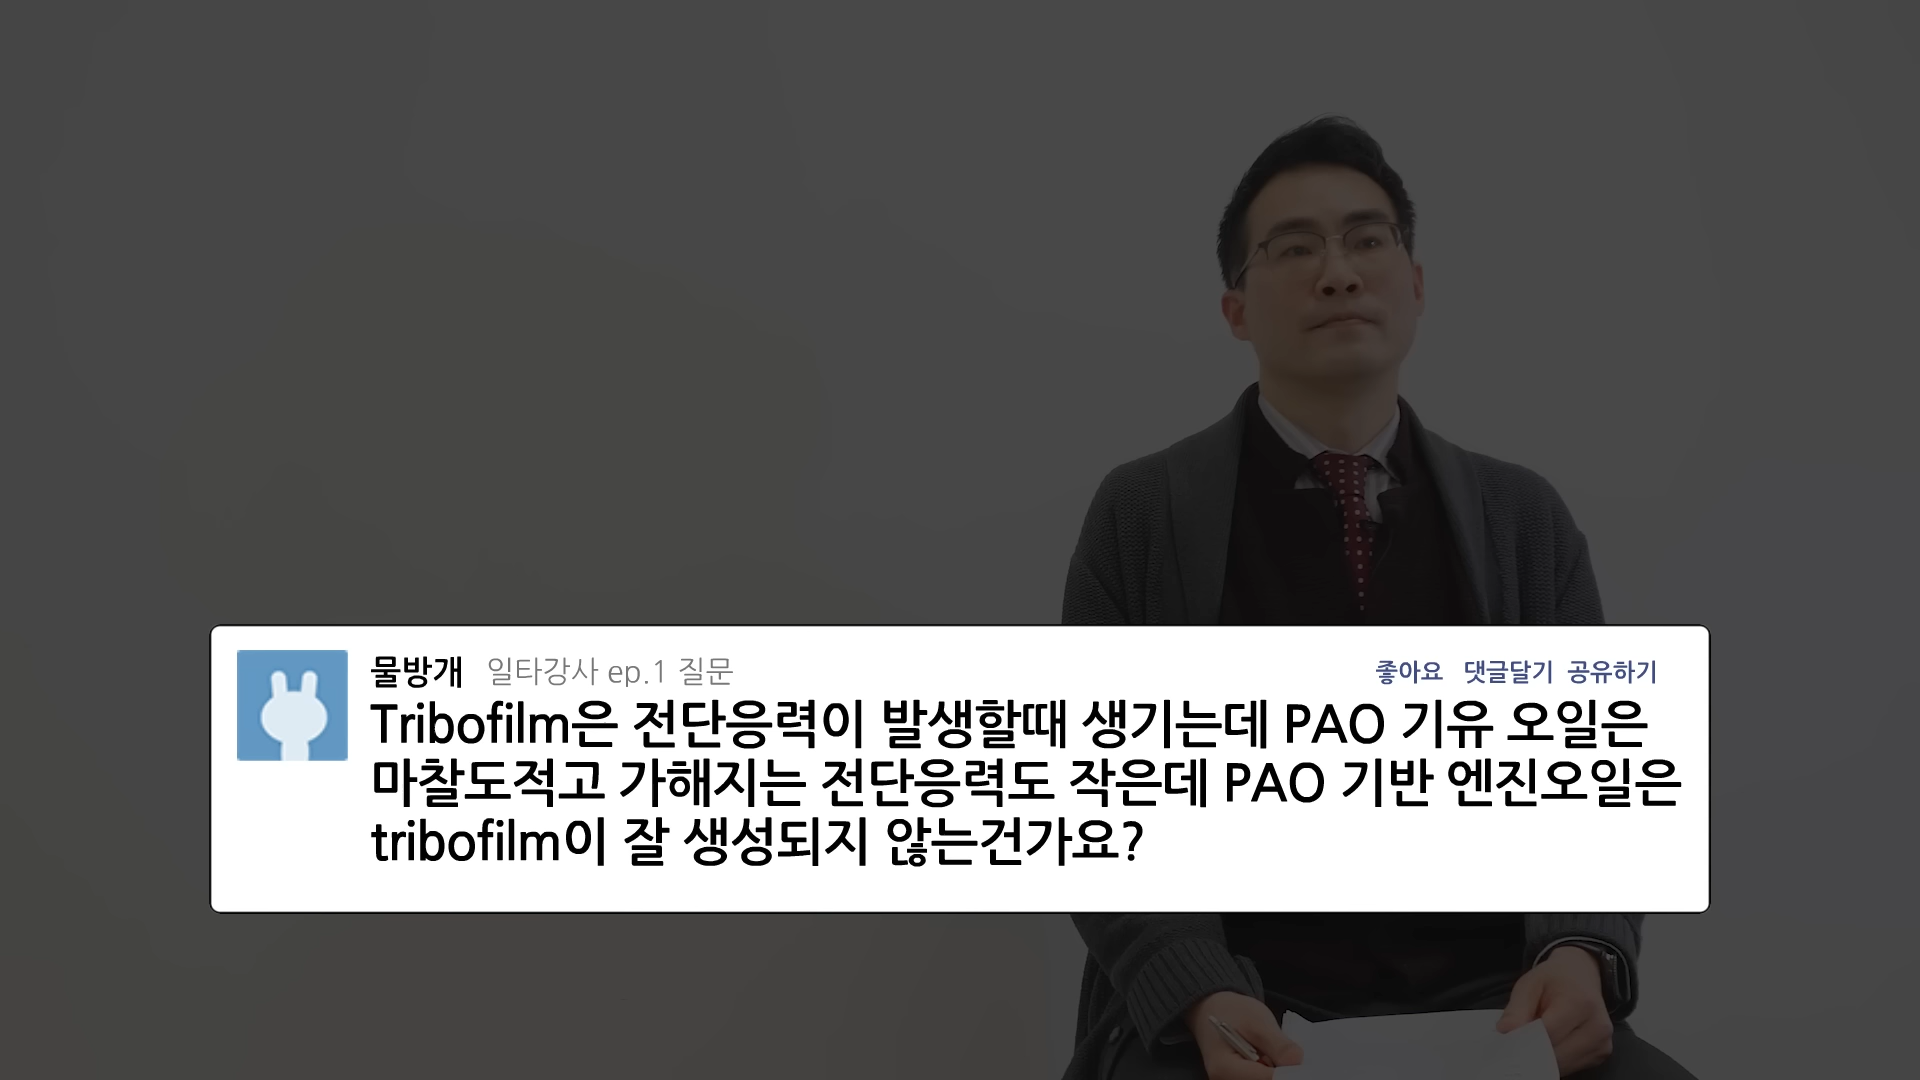 물방개 일타강사 ep.1 질문 좋아요 댓글달기 공유하기
Tribofilm은 전단응력이 발생할때 생기는데 PAO 기유 오일은
마찰도적고 가해지는 전단응력도 작은데 PAO 기반 엔진오일은
tribofilm이 잘 생성되지 않는건가요?